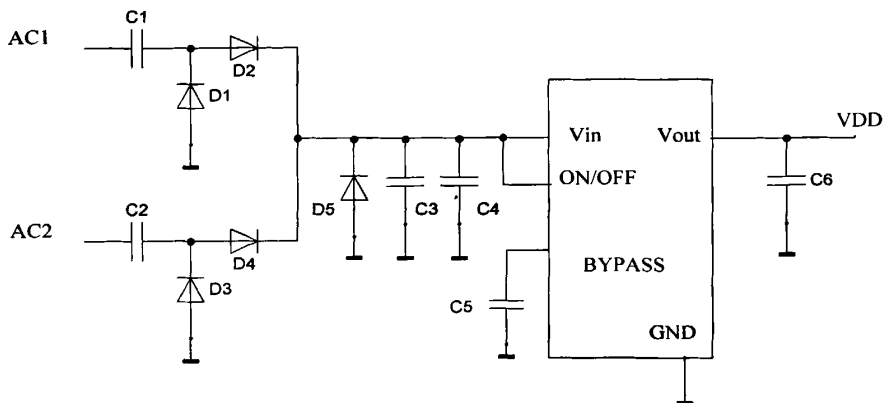 C1
AC1
D2
D1
VDD
Vin Vout
ON/OFF
C6
C2
D5 C3 C4
AC2
D4
BYPASS
D3
C5
GND